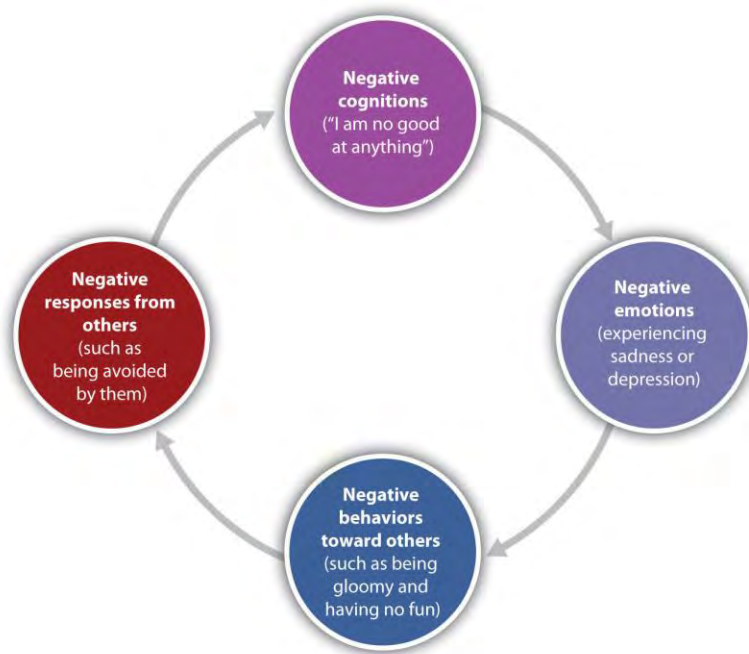 Negative
cognitions
(“I am no good
at anything”)
Negative
emotions
(experiencing
sadness or
depression)
Negative
behaviors
toward others
(such as being
gloomy and
having no fun)
Negative
responses from
others
(such as
being avoided
by them)